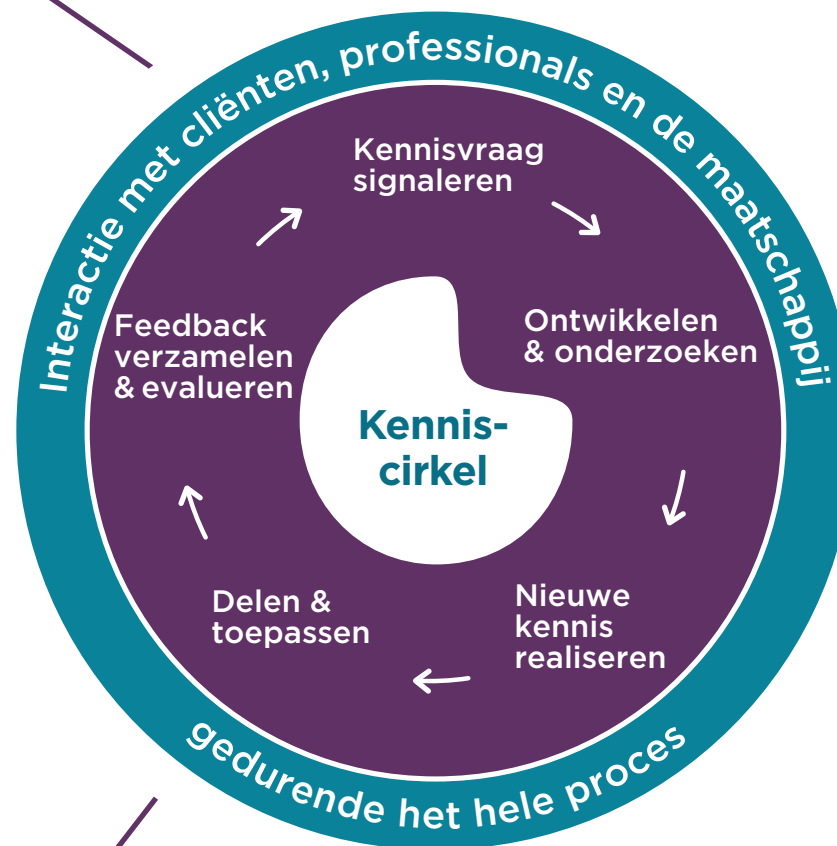 Interactie met cliënten, professionals en de maatschappij
Kennisvraag
signaleren
Ontwikkelen
& onderzoeken
Nieuwe
kennis
realiseren
Delen &
toepassen
Feedback
verzamelen
& evalueren
Kennis-
cirkel
gedurende het hele proces